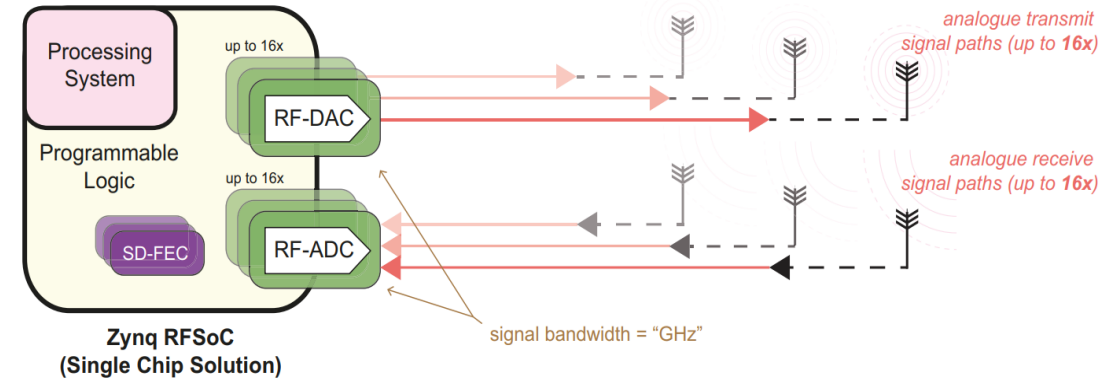 Processing
System
Programmable
Logic
SD-FEC
up to 16x
RF-DAC
up to 16x
RF-ADC
analogue transmit
signal paths (up to 16x)
analogue receive
signal paths (up to 16x)
signal bandwidth = “GHz”
Zynq RFSoC
(Single Chip Solution)